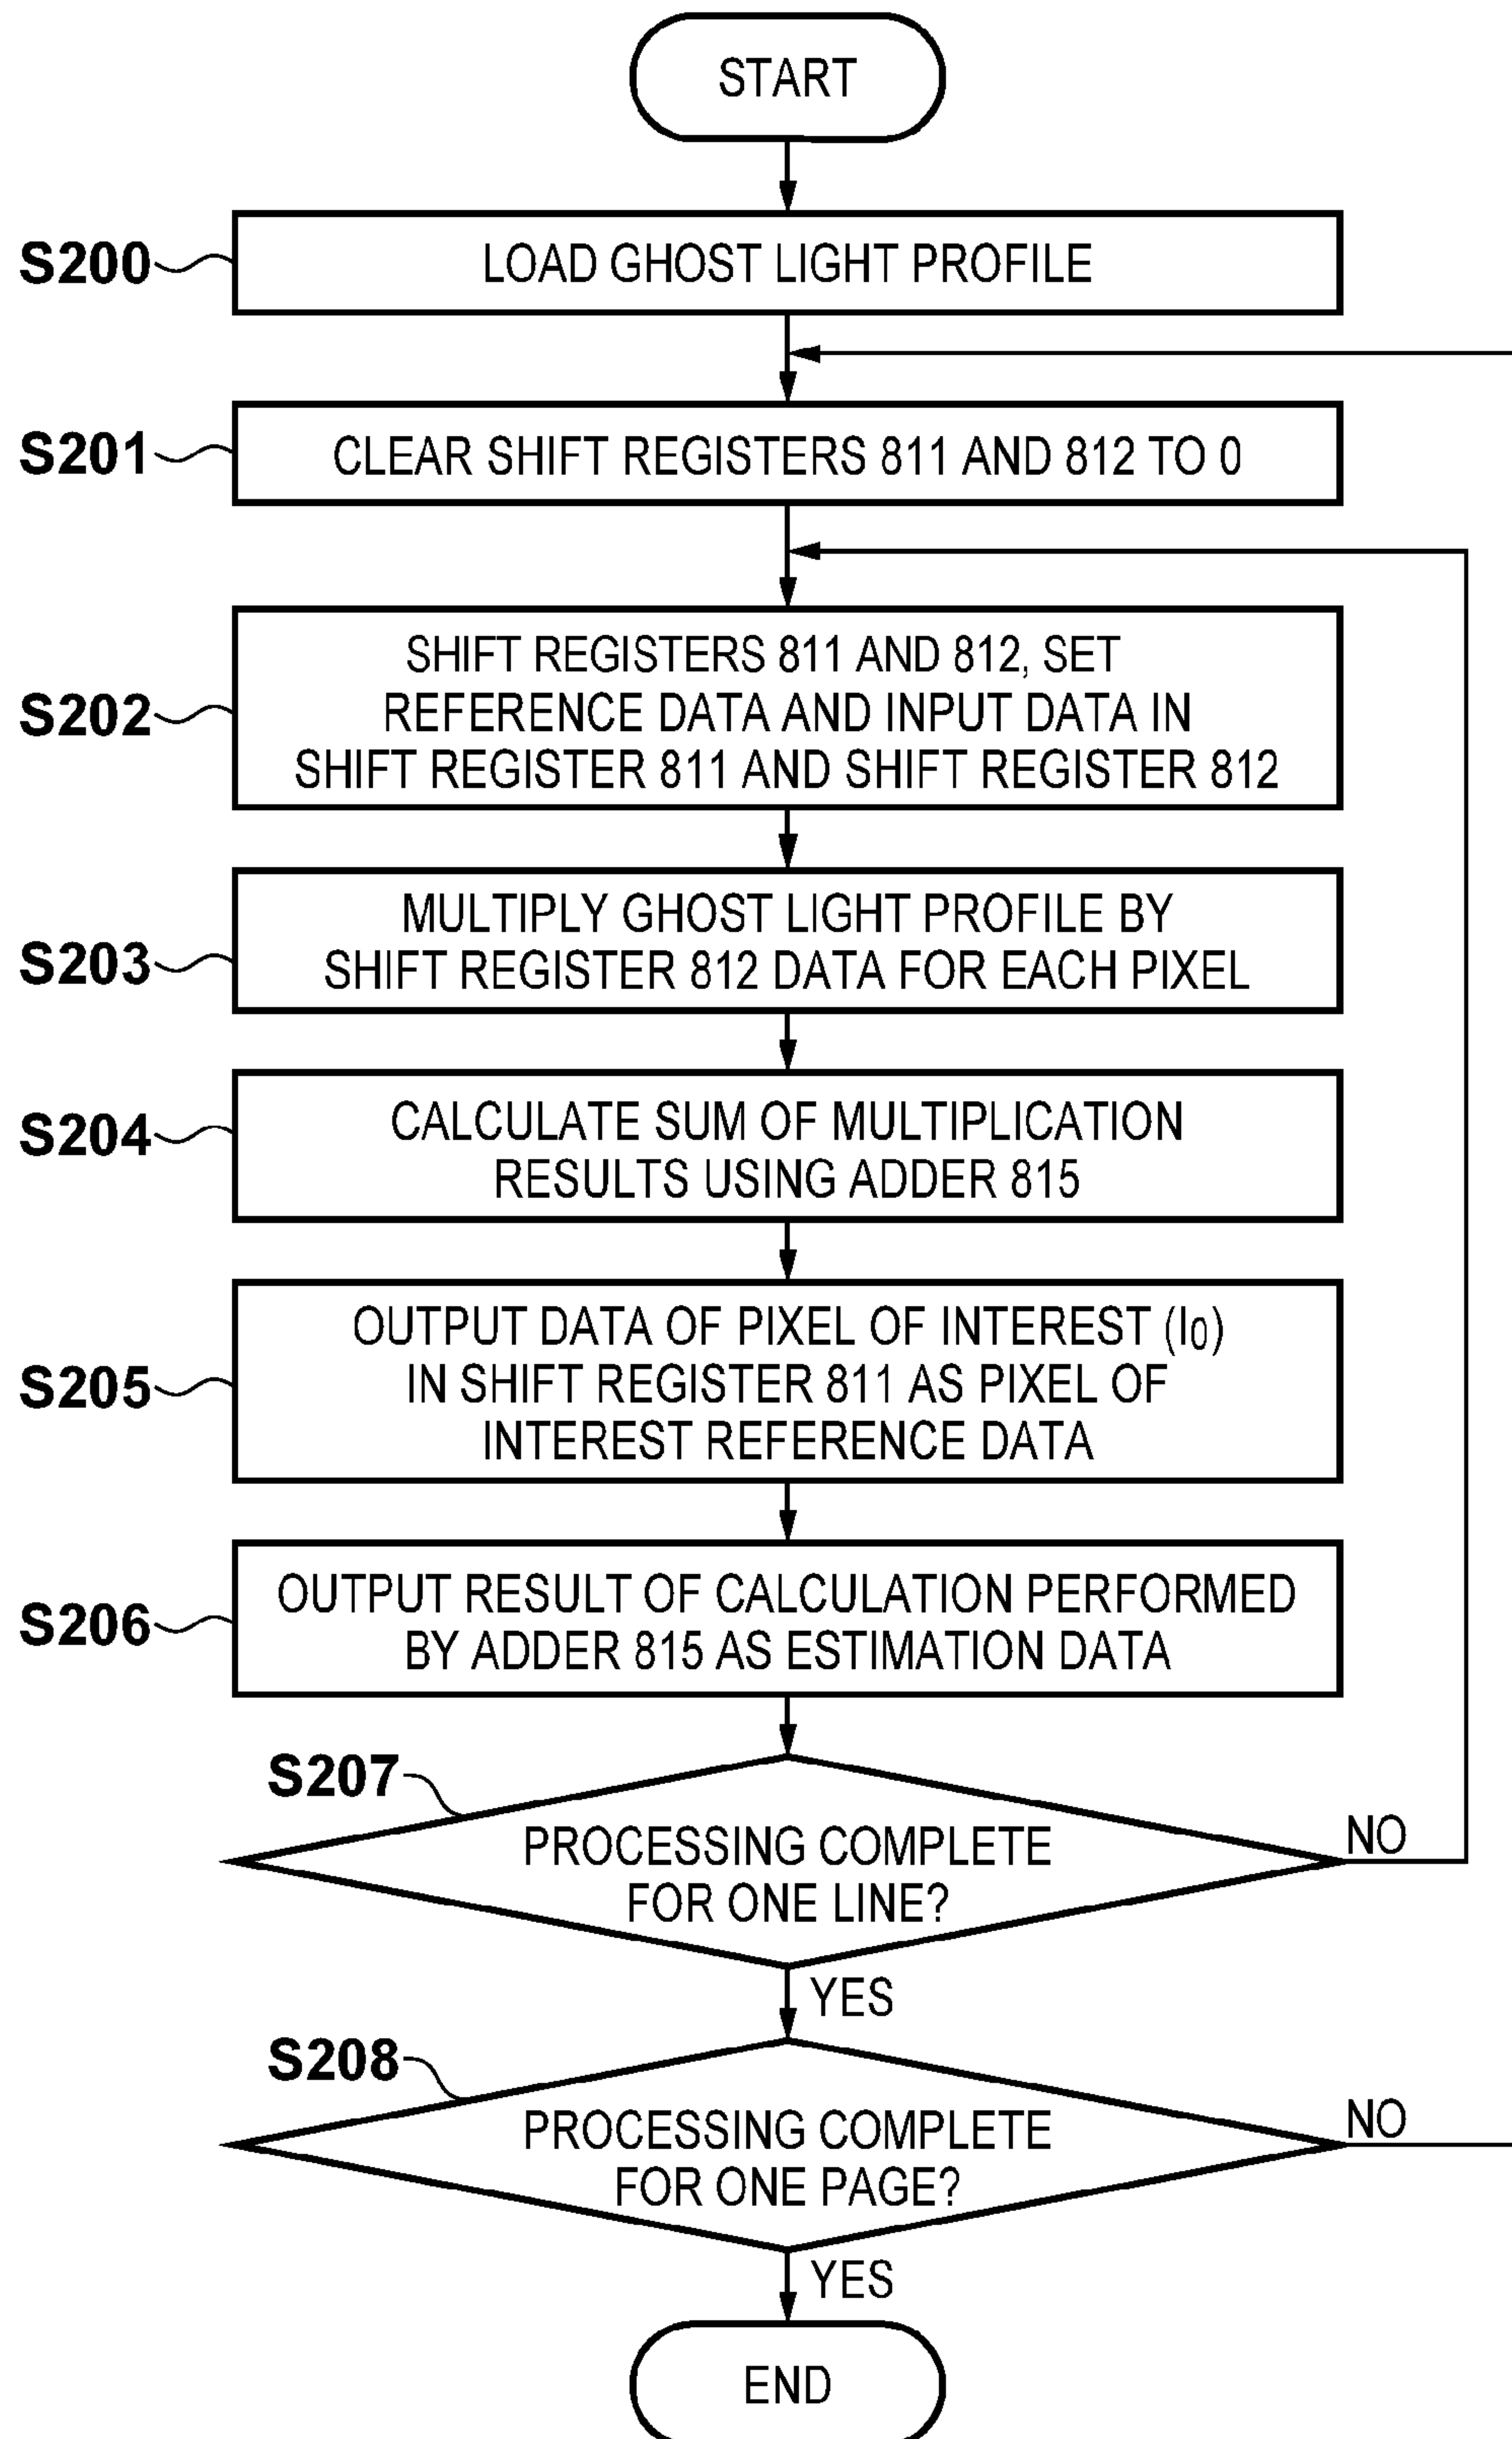 START
S200
LOAD GHOST LIGHT PROFILE
S201
CLEAR SHIFT REGISTERS 811 AND 812 TO 0
S202
SHIFT REGISTERS 811 AND 812, SET
REFERENCE DATA AND INPUT DATA IN
SHIFT REGISTER 811 AND SHIFT REGISTER 812
S203
MULTIPLY GHOST LIGHT PROFILE BY
SHIFT REGISTER 812 DATA FOR EACH PIXEL
S204
CALCULATE SUM OF MULTIPLICATION
RESULTS USING ADDER 815
S205
OUTPUT DATA OF PIXEL OF INTEREST (I0)
IN SHIFT REGISTER 811 AS PIXEL OF
INTEREST REFERENCE DATA
S206
OUTPUT RESULT OF CALCULATION PERFORMED
BY ADDER 815 AS ESTIMATION DATA
S207
PROCESSING COMPLETE
FOR ONE LINE?
NO
YES
S208
PROCESSING COMPLETE
FOR ONE PAGE?
NO
YES
END